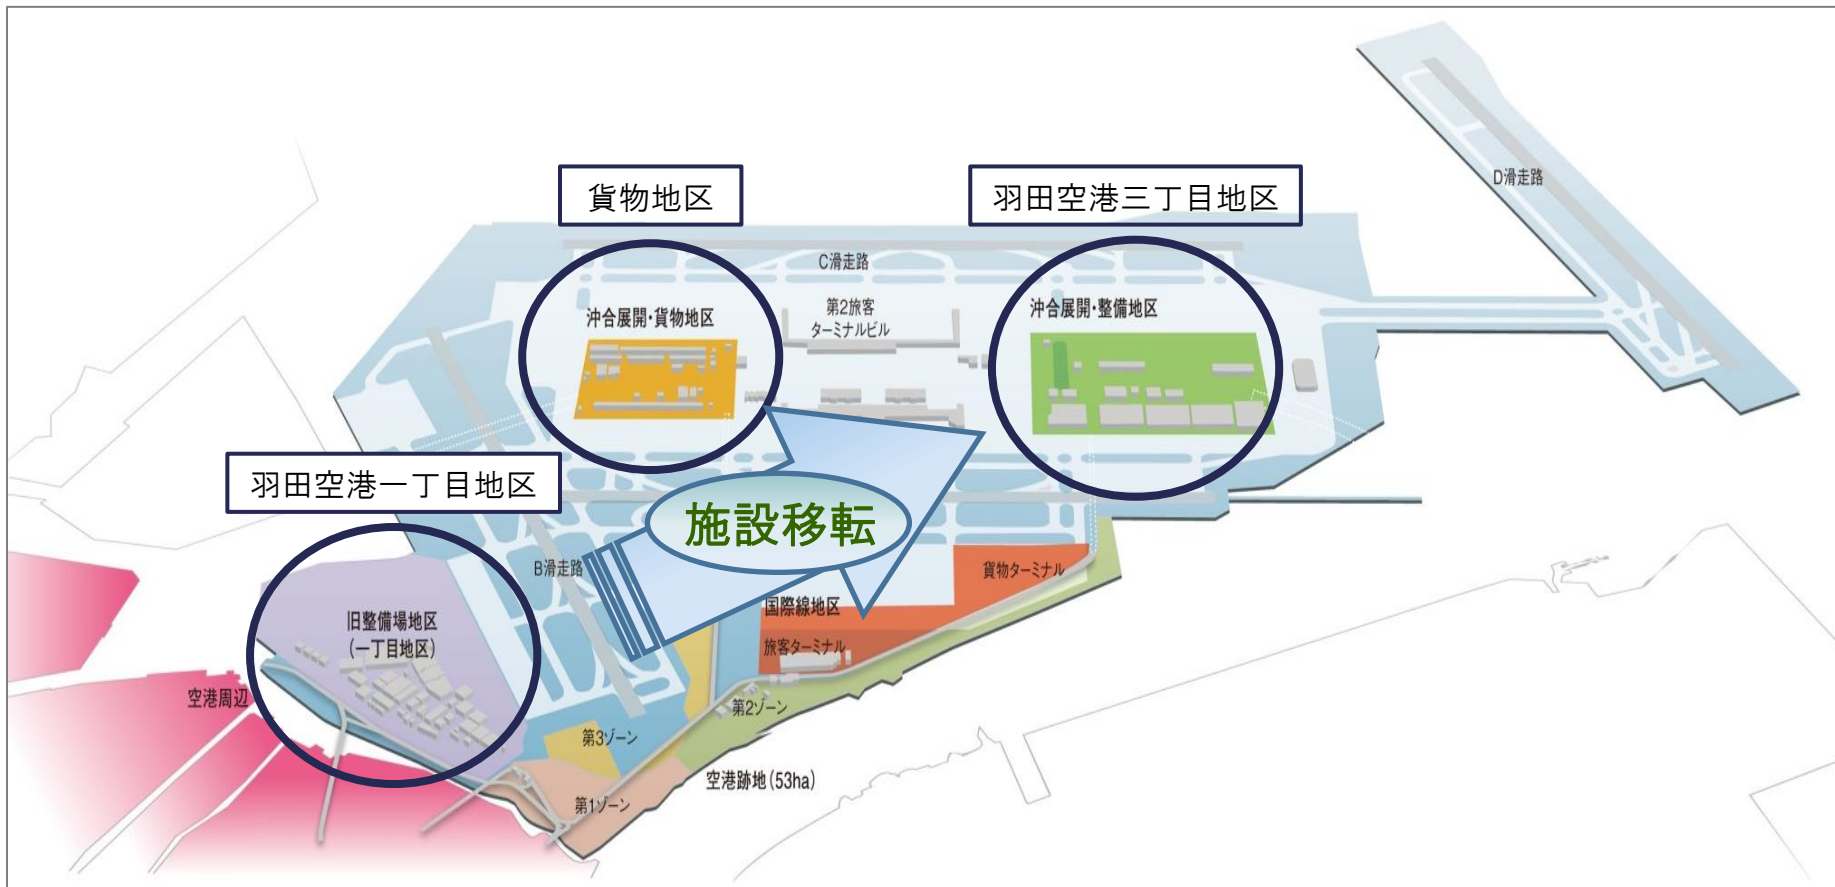 D滑走路
貨物地区
羽田空港三丁目地区
C滑走路
沖合展開・貨物地区
第2旅客
ターミナルビル
沖合展開・整備地区
羽田空港一丁目地区
施設移転
B滑走路
貨物ターミナル
国際線地区
旅客ターミナル
旧整備場地区
(一丁目地区)
空港周辺
第2ゾーン
第3ゾーン
空港跡地(53ha)
第1ゾーン